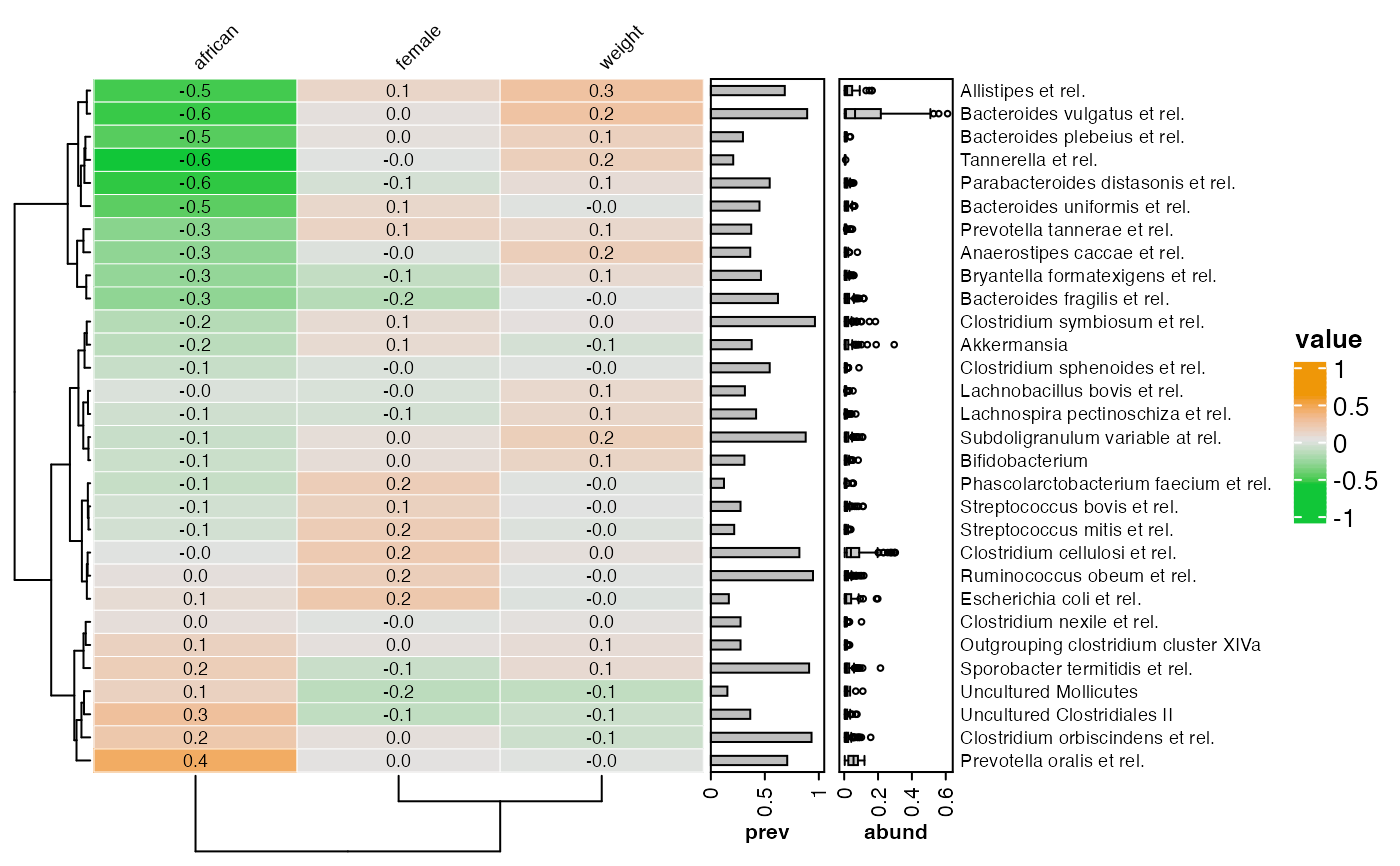 african female weight
-0.5 0.1 0.3 Allistipes et rel.
-0.6 0.0 0.2 Bacteroides vulgatus et rel.
-0.5 0.0 0.1 Bacteroides plebeius et rel.
-0.6 -0.0 0.2 Tannerella et rel.
-0.6 -0.1 0.1 Parabacteroides distasonis et rel.
-0.5 0.1 -0.0 Bacteroides uniformis et rel.
-0.3 0.1 0.1 Prevotella tannerae et rel.
-0.3 -0.0 0.2 Anaerostipes caccae et rel.
-0.3 -0.1 0.1 Bryantella formatexigens et rel.
-0.3 -0.2 -0.0 Bacteroides fragilis et rel.
-0.2 0.1 0.0 Clostridium symbiosum et rel.
-0.2 0.1 -0.1 Akkermansia
-0.1 -0.0 -0.0 Clostridium sphenoides et rel.
-0.0 -0.0 0.1 Lachnobacillus bovis et rel.
-0.1 -0.1 0.1 Lachnospira pectinoschiza et rel.
-0.1 0.0 0.2 Subdoligranulum variable at rel.
-0.1 0.0 0.1 Bifidobacterium
-0.1 0.2 -0.0 Phascolarctobacterium faecium et rel.
-0.1 0.1 -0.0 Streptococcus bovis et rel.
-0.1 0.2 -0.0 Streptococcus mitis et rel.
-0.0 0.2 0.0 Clostridium cellulosi et rel.
0.0 0.2 -0.0 Ruminococcus obeum et rel.
0.1 0.2 -0.0 Escherichia coli et rel.
0.0 -0.0 0.0 Clostridium nexile et rel.
0.1 0.0 0.1 Outgrouping clostridium cluster XIVa
0.2 -0.1 0.1 Sporobacter termitidis et rel.
0.1 -0.2 -0.1 Uncultured Mollicutes
0.3 -0.1 -0.1 Uncultured Clostridiales II
0.2 0.0 -0.1 Clostridium orbiscindens et rel.
0.4 0.0 -0.0 Prevotella oralis et rel.
0 0.5 1 0 0.2 0.4 0.6
prev abund
value
1
0.5
0
-0.5
-1